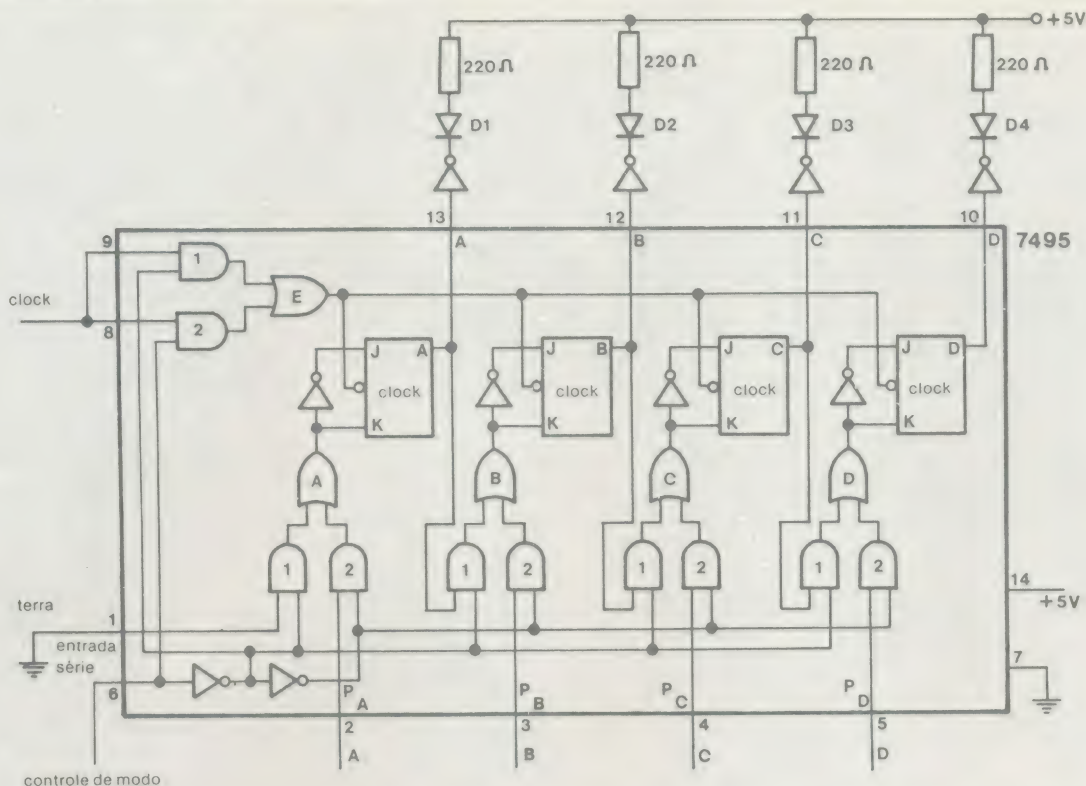 +5V
220 Ω 220 Ω 220 Ω 220 Ω
D1 D2 D3 D4
13 12 11 10
9 A B C D 7495
1
clock E
8 2
J A J B J C J D
clock clock clock clock
K K K K
A B C D
1 2 1 2 1 2 1 2
14
+5V
terra
1
entrada
série
7
6
P A P B P C P D
2 3 4 5
A B C D
controle de modo